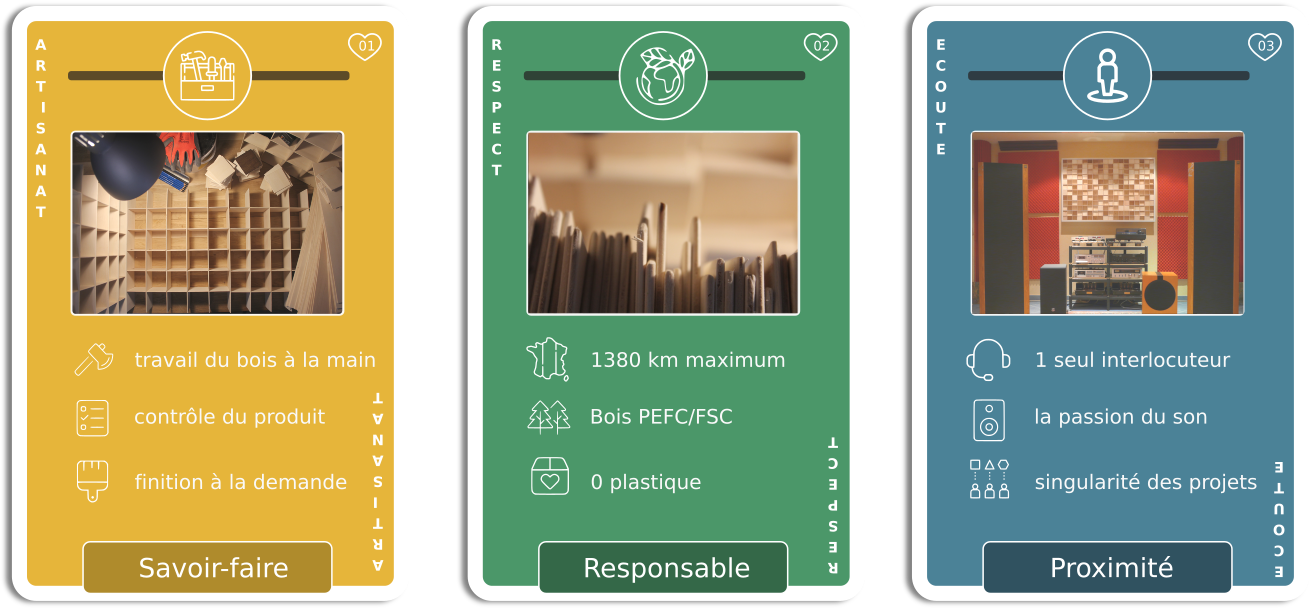 ARTISANAT
01
travail du bois à la main
contrôle du produit
finition à la demande
ARTISANAT
Savoir-faire
RESPECT
02
1380 km maximum
Bois PEFC/FSC
0 plastique
RESPECT
Responsable
ECOUTE
03
1 seul interlocuteur
la passion du son
singularité des projets
ECOUTE
Proximité